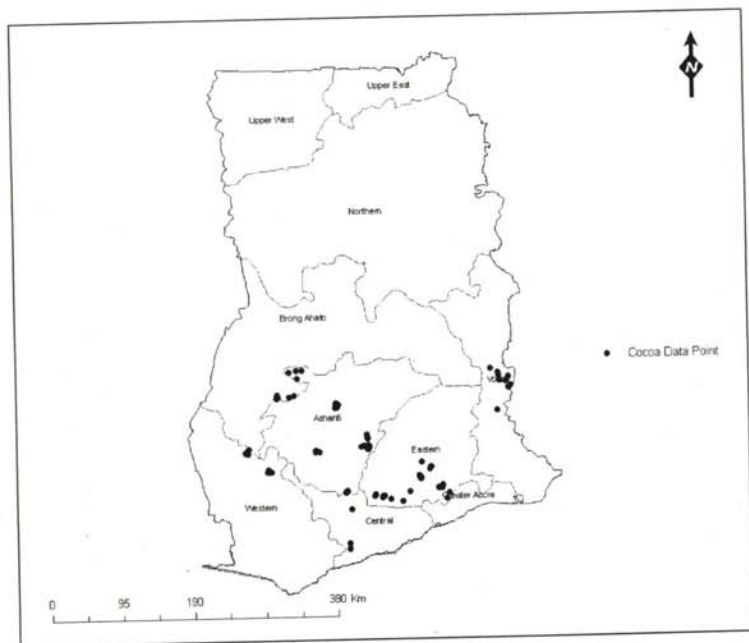 N
Upper East
Upper West
Northern
Brong Ahafo
Cocoa Data Point
Ashanti
Eastern
Greater Accra
Western
Central
0 95 190 380 Km